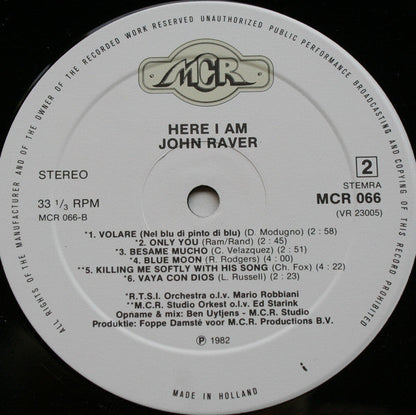 ALL RIGHTS OF THE MANUFACTURER AND OF THE OWNER OF THE RECORDED WORK RESERVED UNAUTHORIZED PUBLIC PERFORMANCE BROADCASTING AND COPYING OF THIS RECORD PROHIBITED
MCR
HERE I AM
JOHN RAVER
STEREO
2
STEMRA
33 1/3 RPM
MCR 066
MCR 066-B
(VR 23005)
*1. VOLARE (Nel blu di pinto di blu) (D. Modugno) (2 : 58)
*2. ONLY YOU (Ram/Rand) (2 : 45)
*3. BESAME MUCHO (C. Velazquez) (2 : 51)
*4. BLUE MOON (R. Rodgers) (4 : 00)
**5. KILLING ME SOFTLY WITH HIS SONG (Ch. Fox) (4 : 22)
*6. VAYA CON DIOS (L. Russell) (2 : 23)
*R.T.S.I. Orchestra o.l.v. Mario Robbiani
**M.C.R. Studio Orkest o.l.v. Ed Starink
Opname & mix: Ben Uytjens - M.C.R. Studio
Produktie: Foppe Damsté voor M.C.R. Productions B.V.
Ⓟ 1982
MADE IN HOLLAND